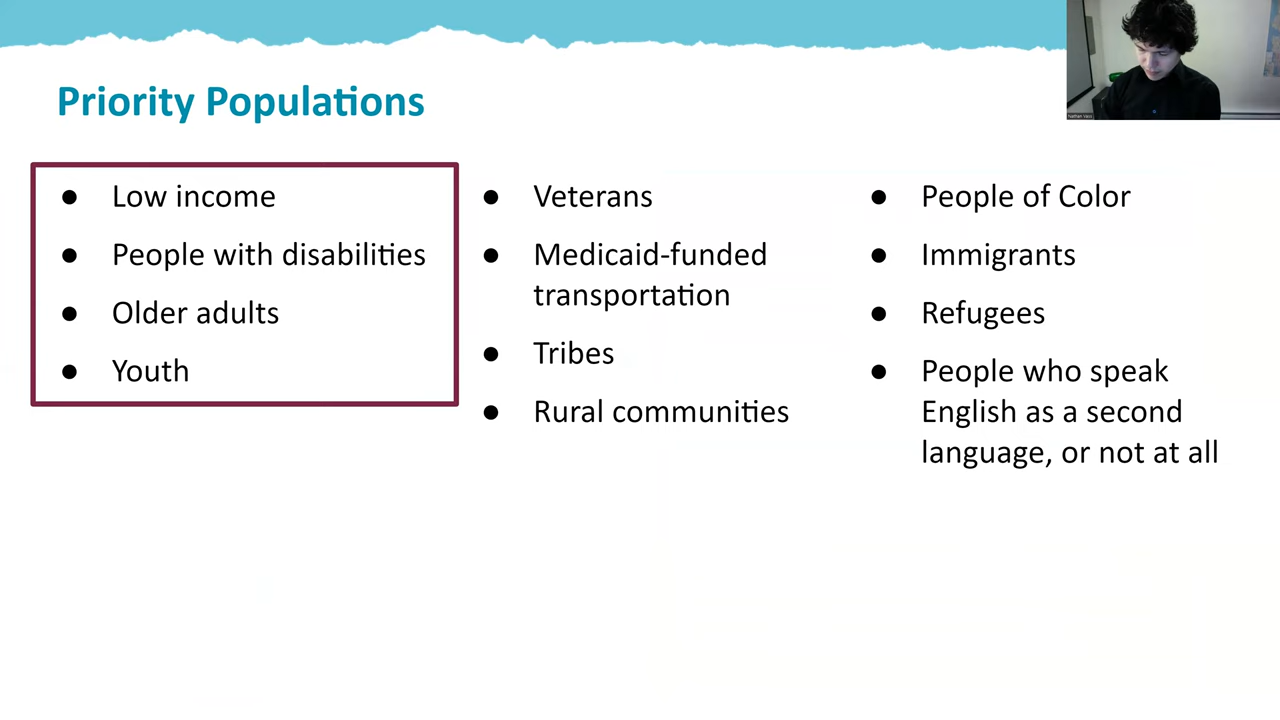 Priority Populations
● Low income
● People with disabilities
● Older adults
● Youth
● Veterans
● Medicaid-funded
transportation
● Tribes
● Rural communities
● People of Color
● Immigrants
● Refugees
● People who speak
English as a second
language, or not at all